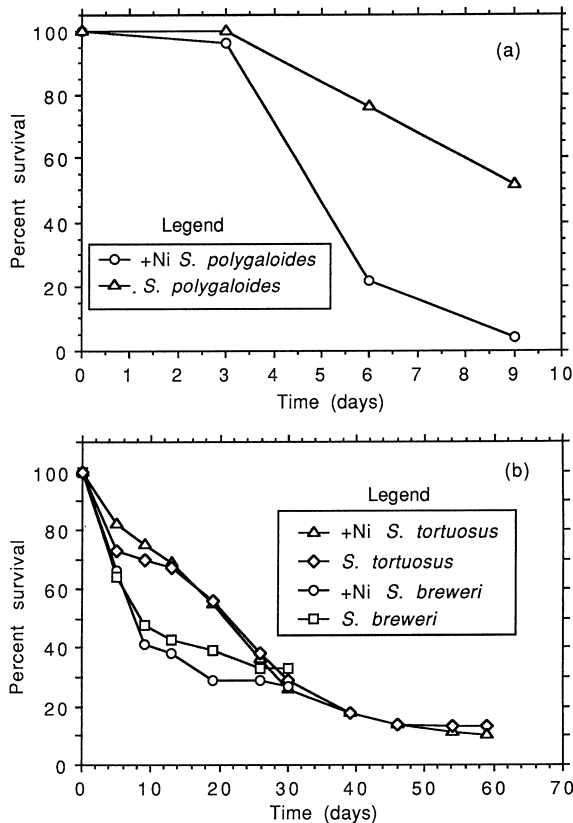 (a)
100
80
60
40
20
0
Percent survival
Legend
+Ni S. polygaloides
S. polygaloides
0 1 2 3 4 5 6 7 8 9 10
Time (days)
(b)
100
80
60
40
20
0
Percent survival
Legend
+Ni S. tortuosus
S. tortuosus
+Ni S. breweri
S. breweri
0 10 20 30 40 50 60 70
Time (days)